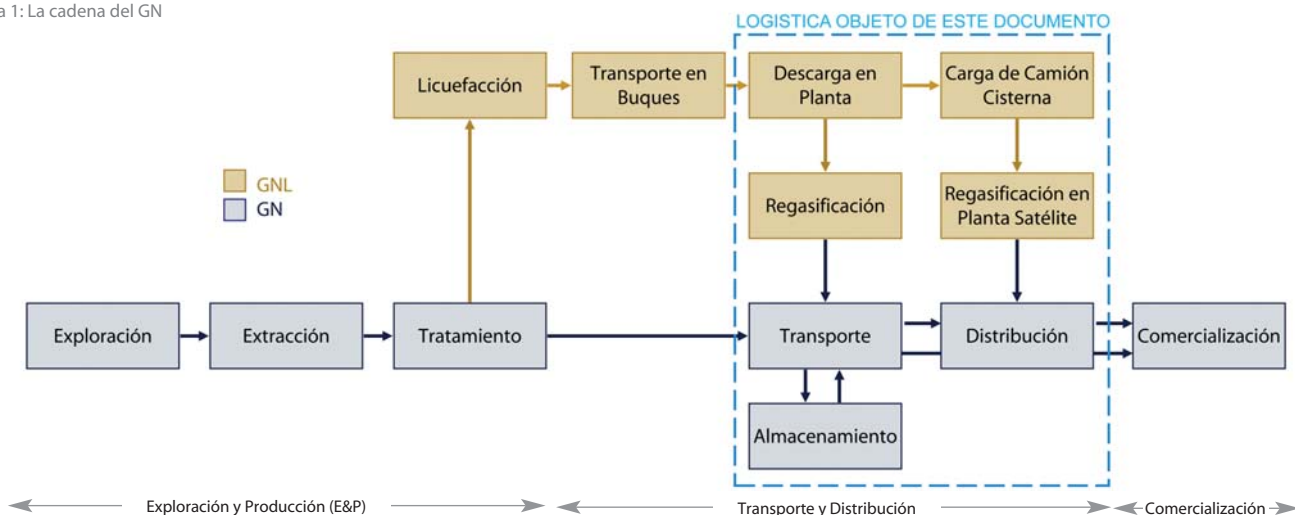 a 1: La cadena del GN
LOGISTICA OBJETO DE ESTE DOCUMENTO
Licuefacción
Transporte en
Buques
Descarga en
Planta
Carga de Camión
Cisterna
GNL
GN
Regasificación
Regasificación en
Planta Satélite
Exploración
Extracción
Tratamiento
Transporte
Distribución
Comercialización
Almacenamiento
Exploración y Producción (E&P)
Transporte y Distribución
Comercialización